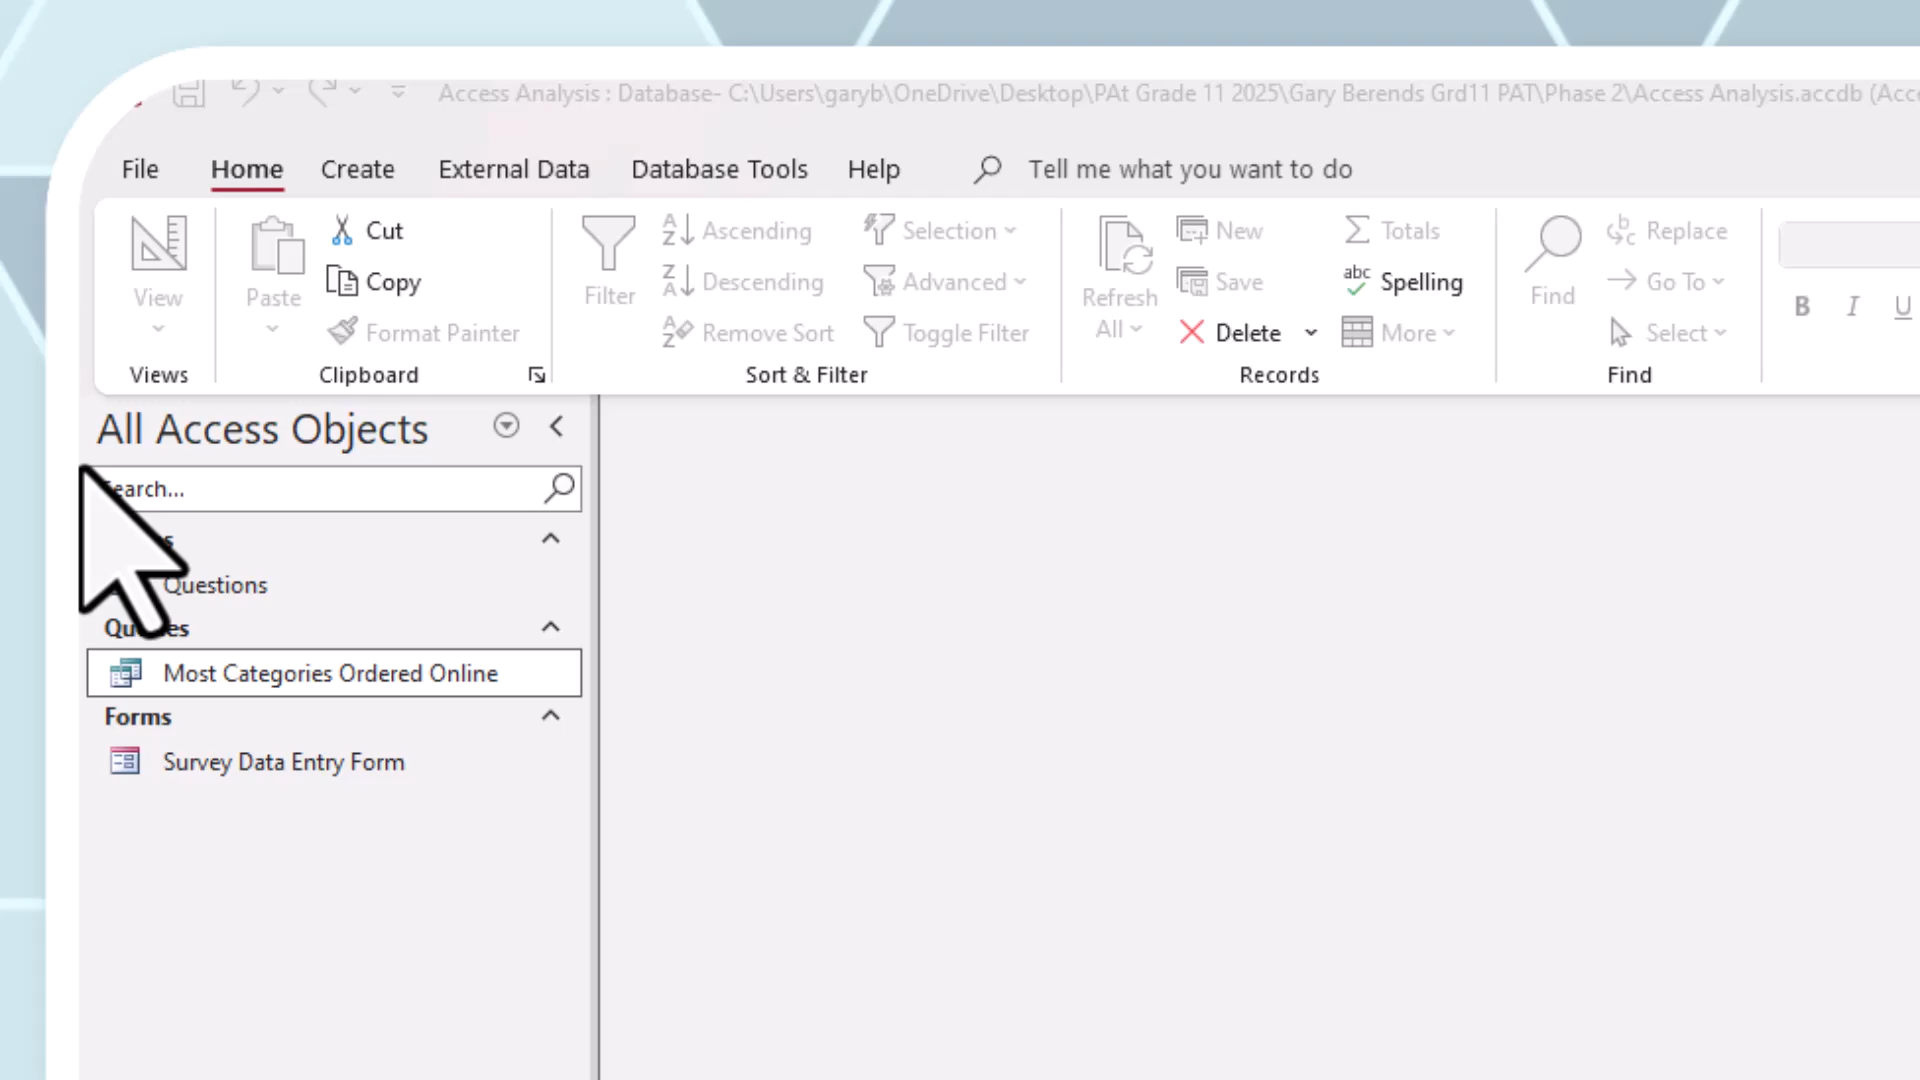 Access Analysis : Database- C:\Users\garyb\OneDrive\Desktop\PAt Grade 11 2025\Gary Berends Grd11 PAT\Phase 2\Access Analysis.accdb
File Home Create External Data Database Tools Help Tell me what you want to do
Cut Ascending Selection New Totals Replace
View Paste Copy Filter Descending Advanced Refresh All Save Spelling Find Go To
Format Painter Remove Sort Toggle Filter Delete More Select B I U
Views Clipboard Sort & Filter Records Find
All Access Objects
Questions
Most Categories Ordered Online
Forms
Survey Data Entry Form